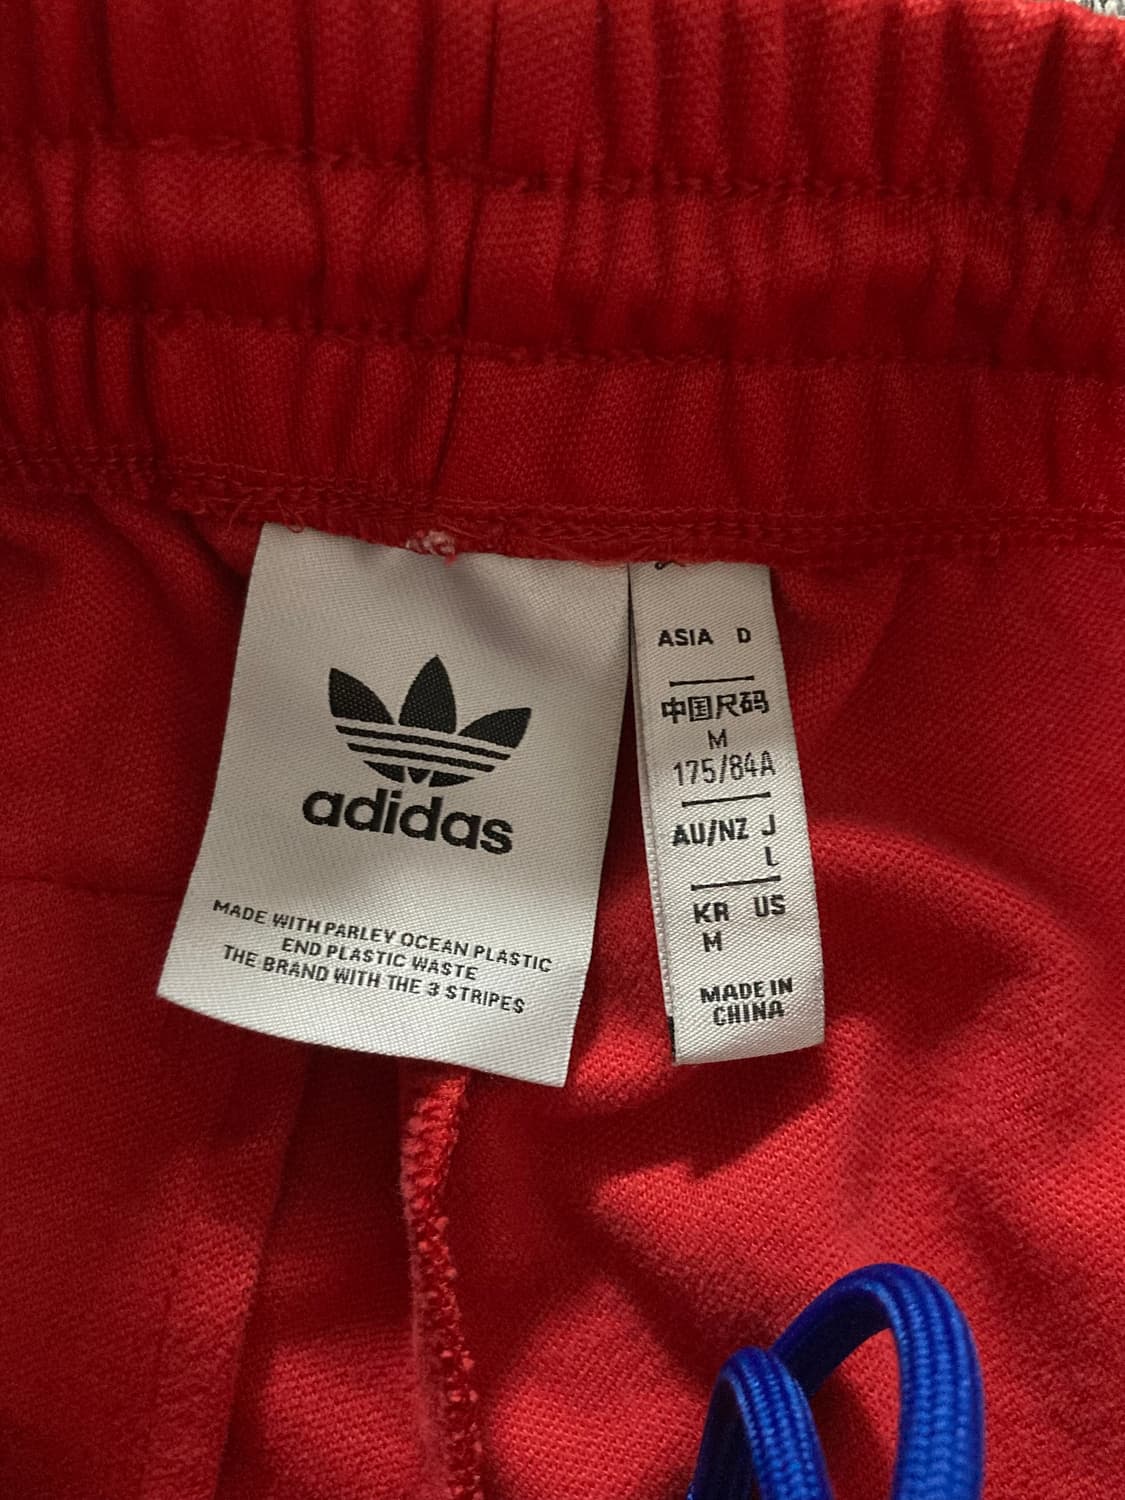 adidas
MADE WITH PARLEY OCEAN PLASTIC
END PLASTIC WASTE
THE BRAND WITH THE 3 STRIPES
ASIA D
中国尺码
M
175/84A
AU/NZ J
L
KR US
M
MADE IN
CHINA